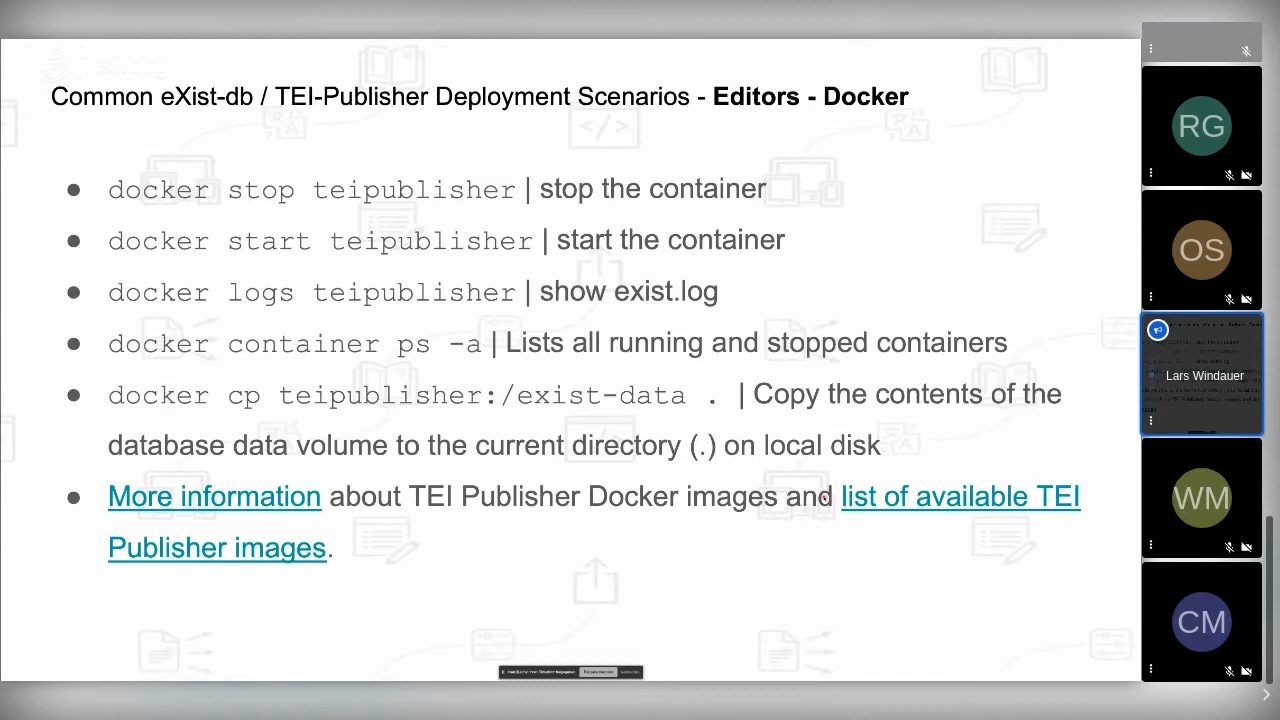 Common eXist-db / TEI-Publisher Deployment Scenarios - Editors - Docker
● docker stop teipublisher | stop the container
● docker start teipublisher | start the container
● docker logs teipublisher | show exist.log
● docker container ps -a | Lists all running and stopped containers
● docker cp teipublisher:/exist-data . | Copy the contents of the
database data volume to the current directory (.) on local disk
● More information about TEI Publisher Docker images and list of available TEI
Publisher images.
RG
OS
Lars Windauer
WM
CM